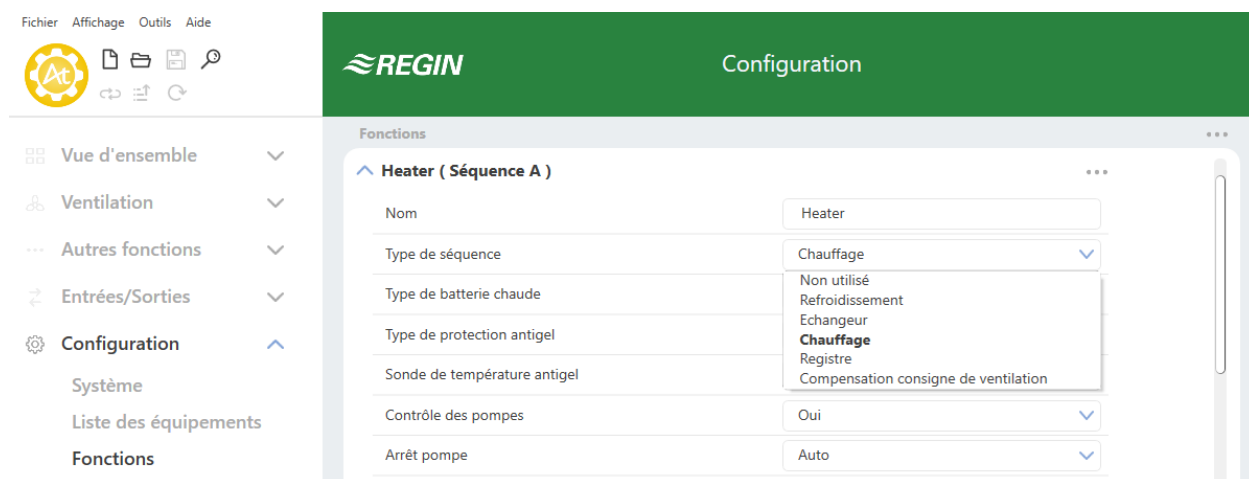 Fichier Affichage Outils Aide
At
REGIN
Configuration
Vue d'ensemble
Ventilation
Autres fonctions
Entrées/Sorties
Configuration
Système
Liste des équipements
Fonctions
Fonctions
Heater ( Séquence A )
Nom Heater
Type de séquence Chauffage
Non utilisé
Refroidissement
Echangeur
Chauffage
Registre
Compensation consigne de ventilation
Type de batterie chaude
Type de protection antigel
Sonde de température antigel
Contrôle des pompes Oui
Arrêt pompe Auto